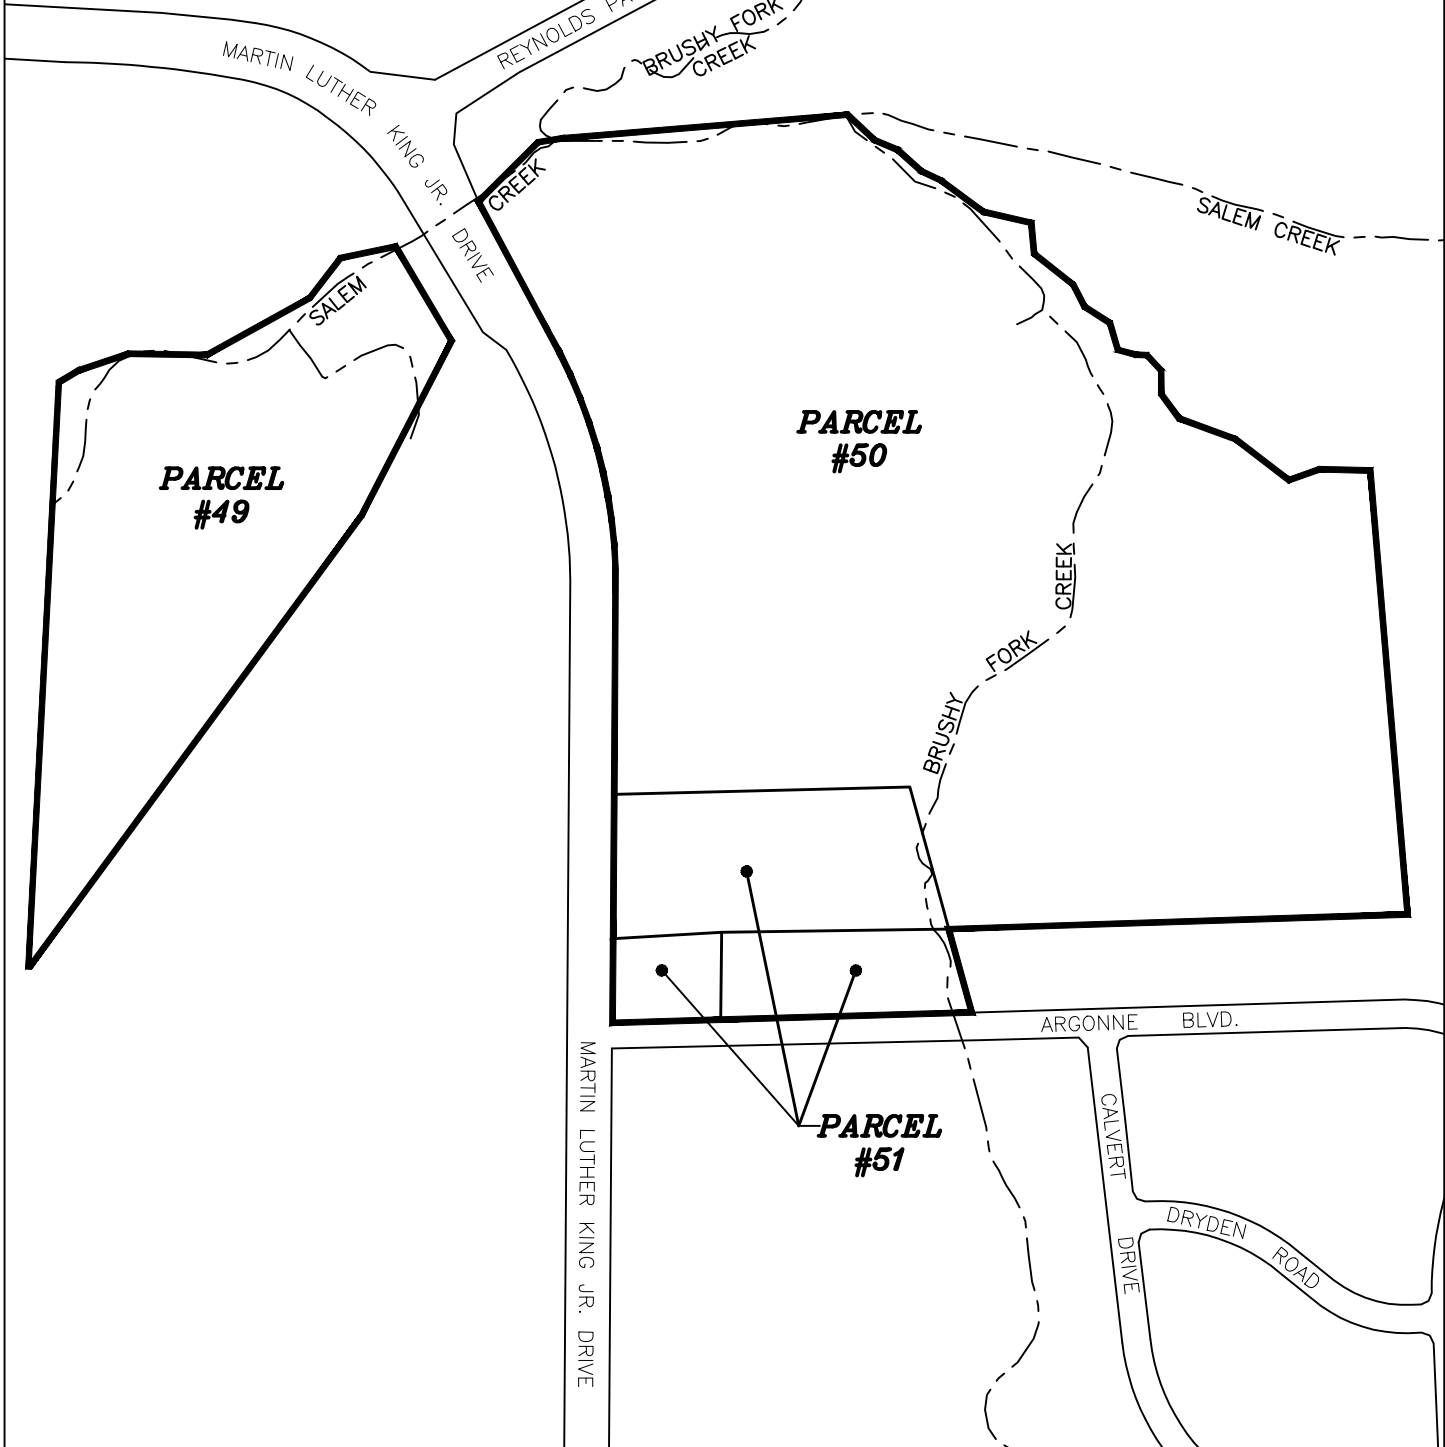 MARTIN LUTHER KING JR. DRIVE
REYNOLDS PA
BRUSHY FORK
CREEK
SALEM CREEK
SALEM CREEK
PARCEL
#50
PARCEL
#49
BRUSHY FORK CREEK
ARGONNE BLVD.
PARCEL
#51
MARTIN LUTHER KING JR. DRIVE
CALVERT DRIVE
DRYDEN ROAD